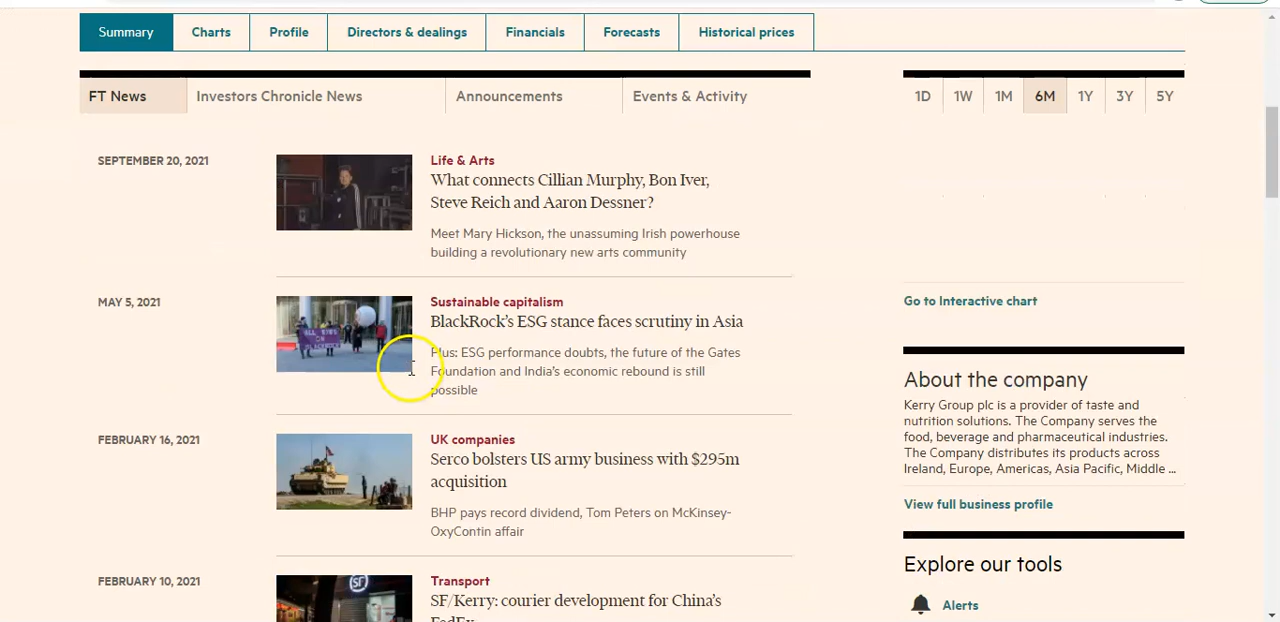 Summary
Charts
Profile
Directors & dealings
Financials
Forecasts
Historical prices
FT News
Investors Chronicle News
Announcements
Events & Activity
1D
1W
1M
6M
1Y
3Y
5Y
SEPTEMBER 20, 2021
Life & Arts
What connects Cillian Murphy, Bon Iver,
Steve Reich and Aaron Dessner?
Meet Mary Hickson, the unassuming Irish powerhouse
building a revolutionary new arts community
MAY 5, 2021
ALL EYES ON
BLACKROCK
Sustainable capitalism
BlackRock's ESG stance faces scrutiny in Asia
Plus: ESG performance doubts, the future of the Gates
Foundation and India's economic rebound is still
possible
FEBRUARY 16, 2021
UK companies
Serco bolsters US army business with $295m
acquisition
BHP pays record dividend, Tom Peters on McKinsey-
OxyContin affair
FEBRUARY 10, 2021
SF
Transport
SF/Kerry: courier development for China's
FedEx
Go to Interactive chart
About the company
Kerry Group plc is a provider of taste and
nutrition solutions. The Company serves the
food, beverage and pharmaceutical industries.
The Company distributes its products across
Ireland, Europe, Americas, Asia Pacific, Middle ...
View full business profile
Explore our tools
Alerts